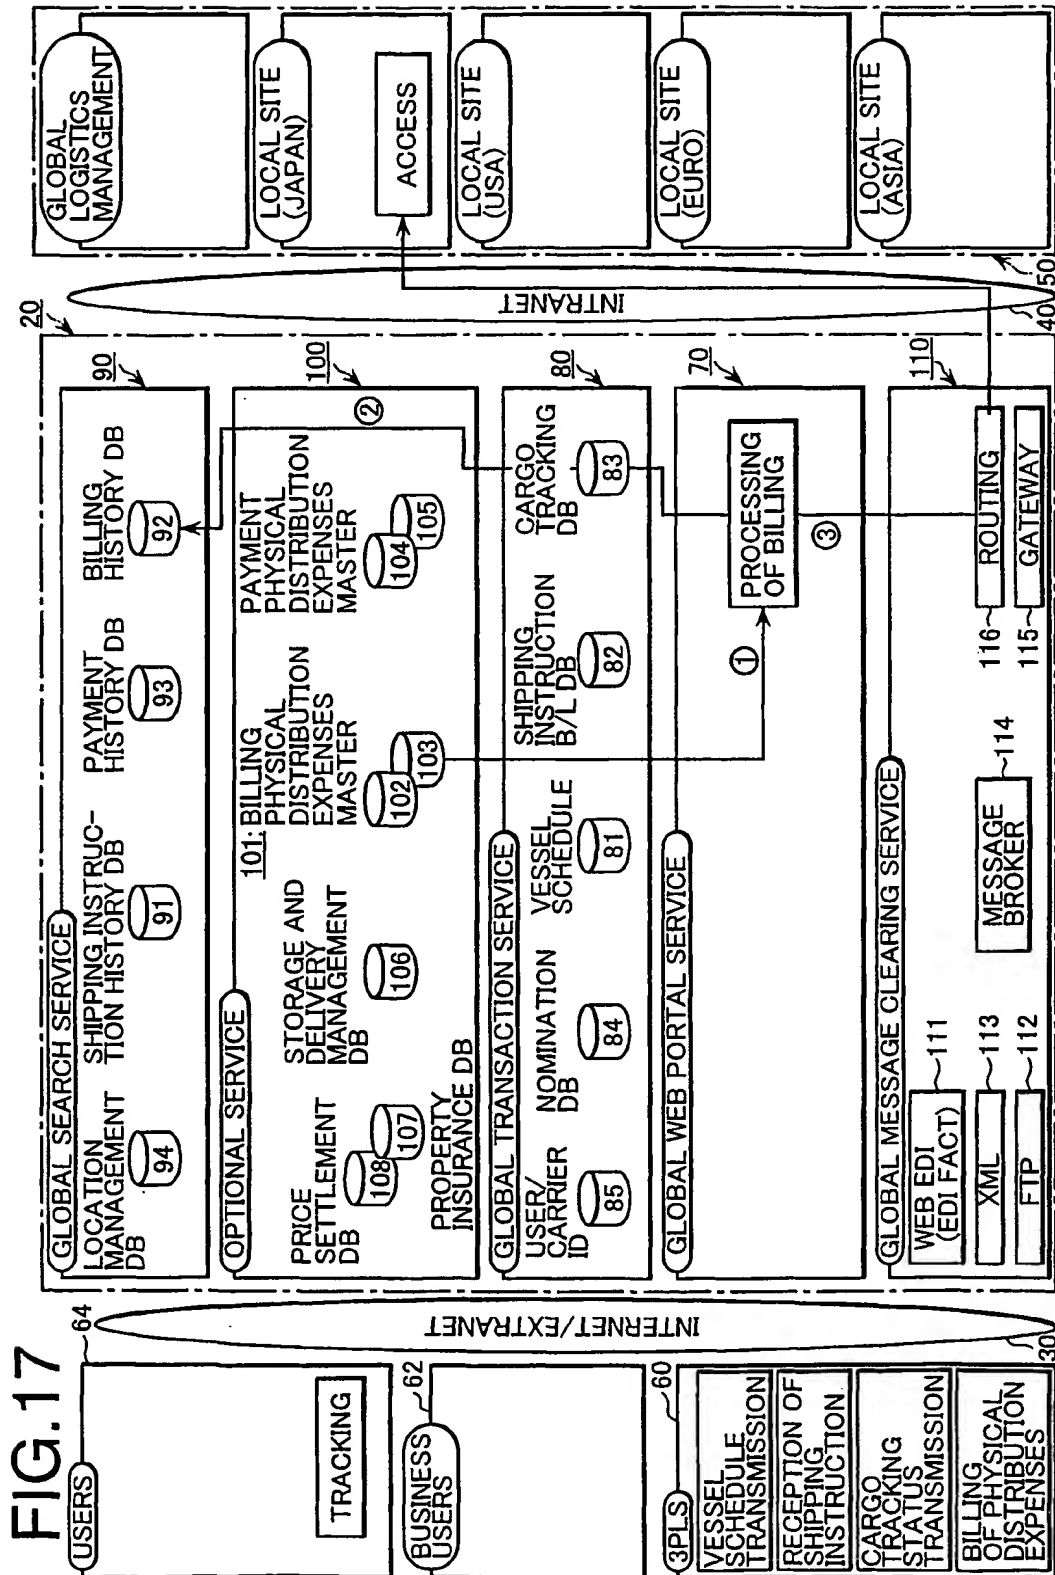 FIG.17
USERS
64
TRACKING
BUSINESS
USERS
62
3PLS
60
VESSEL
SCHEDULE
TRANSMISSION
RECEPTION OF
SHIPPING
INSTRUCTION
CARGO
TRACKING
STATUS
TRANSMISSION
BILLING
OF PHYSICAL
DISTRIBUTION
EXPENSES
INTERNET/EXTRANET
30
20
GLOBAL SEARCH SERVICE
90
LOCATION
MANAGEMENT
DB
94
SHIPPING INSTRUC-
TION HISTORY DB
91
PAYMENT
HISTORY DB
93
BILLING
HISTORY DB
92
OPTIONAL SERVICE
100
PRICE
SETTLEMENT
DB
108
107
PROPERTY
INSURANCE DB
STORAGE AND
DELIVERY
MANAGEMENT
DB
106
101: BILLING
PHYSICAL
DISTRIBUTION
EXPENSES
MASTER
102
103
PAYMENT
PHYSICAL
DISTRIBUTION
EXPENSES
MASTER
104
105
②
GLOBAL TRANSACTION SERVICE
80
USER/
CARRIER
ID
85
NOMINATION
DB
84
VESSEL
SCHEDULE
81
SHIPPING
INSTRUCTION
B/L DB
82
CARGO
TRACKING
DB
83
GLOBAL WEB PORTAL SERVICE
70
①
PROCESSING
OF BILLING
③
GLOBAL MESSAGE CLEARING SERVICE
110
WEB EDI
(EDI FACT)
111
XML
113
FTP
112
MESSAGE
BROKER
114
116
ROUTING
115
GATEWAY
INTRANET
40
50
GLOBAL
LOGISTICS
MANAGEMENT
LOCAL SITE
(JAPAN)
ACCESS
LOCAL SITE
(USA)
LOCAL SITE
(EURO)
LOCAL SITE
(ASIA)